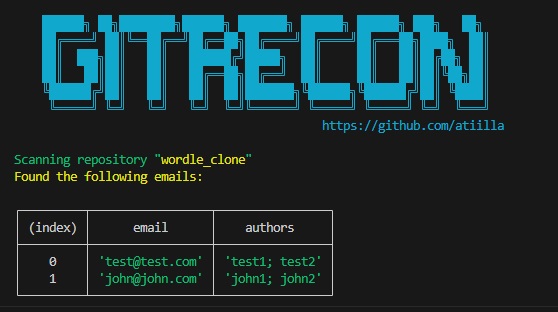 GITRECON
https://github.com/atiilla
Scanning repository "wordle_clone"
Found the following emails:
(index) email authors
0 'test@test.com' 'test1; test2'
1 'john@john.com' 'john1; john2'